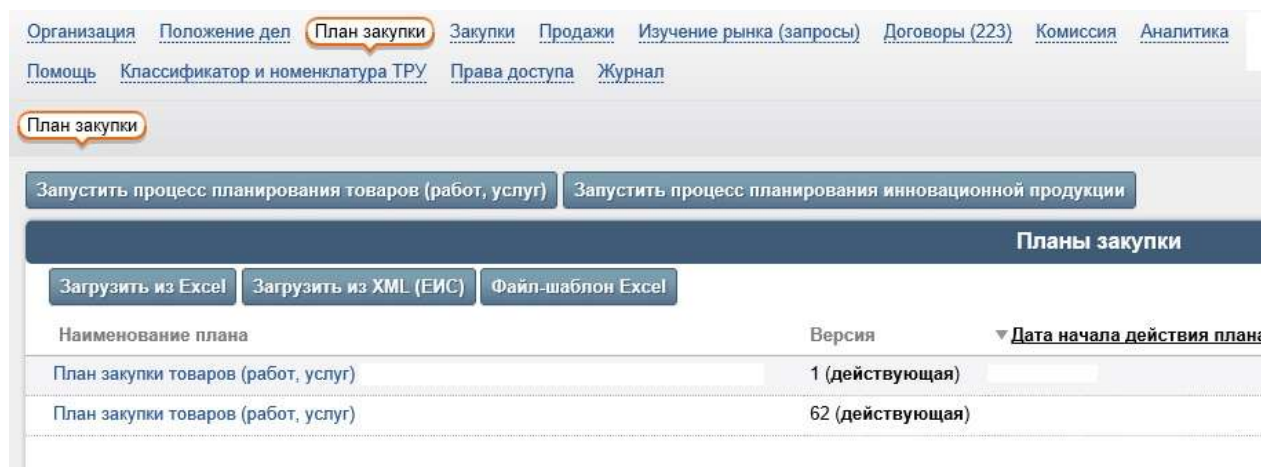 Организация Положение дел План закупки Закупки Продажи Изучение рынка (запросы) Договоры (223) Комиссия Аналитика
Помощь Классификатор и номенклатура ТРУ Права доступа Журнал
План закупки
Запустить процесс планирования товаров (работ, услуг) Запустить процесс планирования инновационной продукции
Планы закупки
Загрузить из Excel Загрузить из XML (ЕИС) Файл-шаблон Excel
Наименование плана Версия ▼Дата начала действия плана
План закупки товаров (работ, услуг) 1 (действующая)
План закупки товаров (работ, услуг) 62 (действующая)